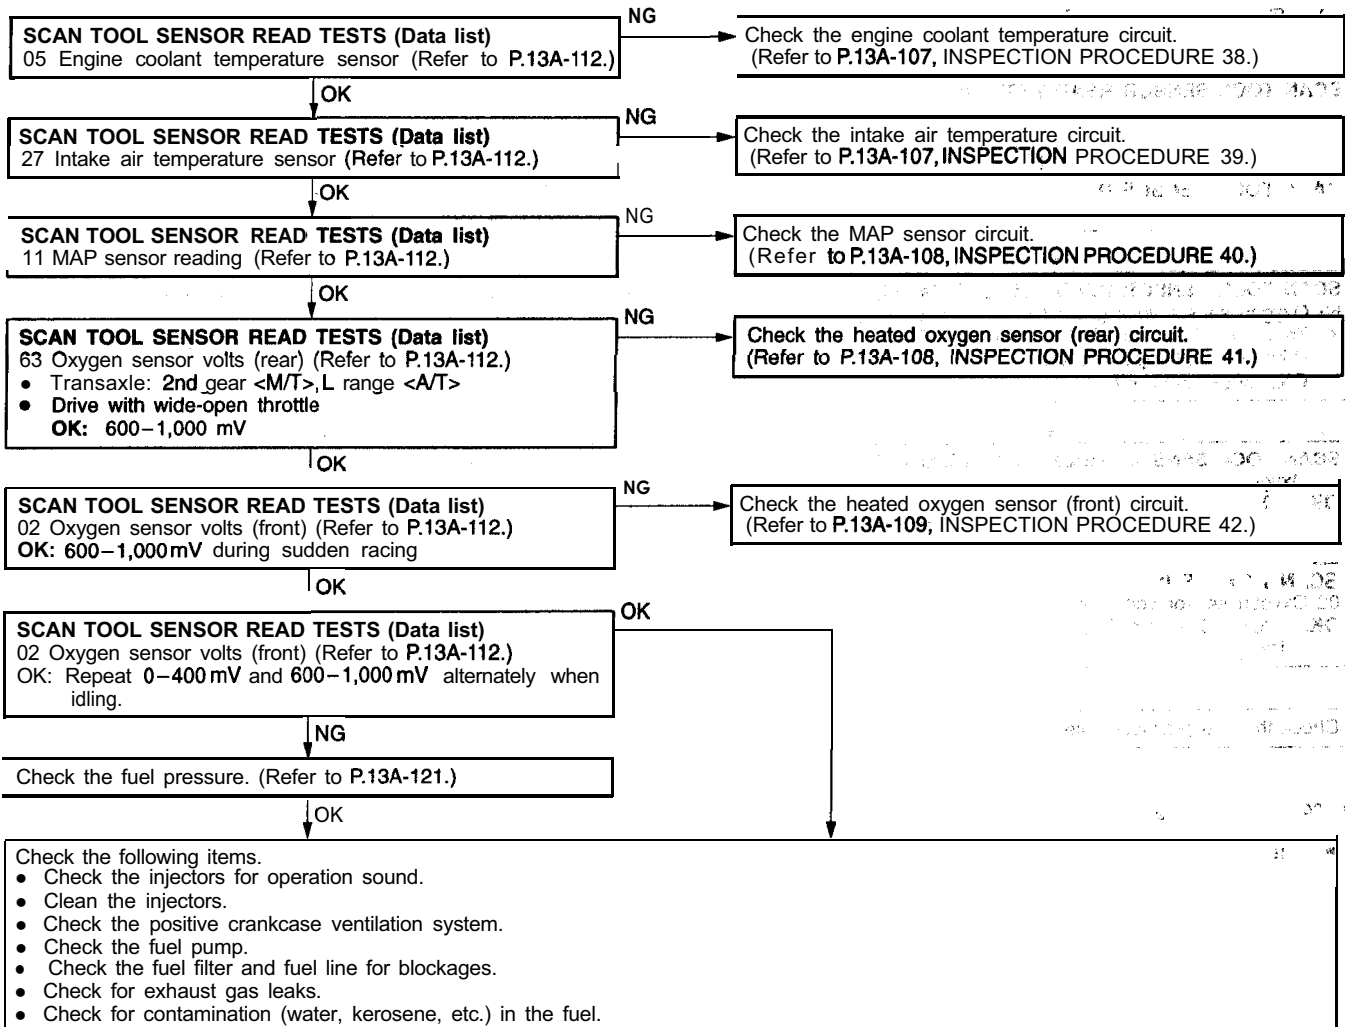 SCAN TOOL SENSOR READ TESTS (Data list)
05 Engine coolant temperature sensor (Refer to P.13A-112.)
NG
Check the engine coolant temperature circuit.
(Refer to P.13A-107, INSPECTION PROCEDURE 38.)
OK
SCAN TOOL SENSOR READ TESTS (Data list)
27 Intake air temperature sensor (Refer to P.13A-112.)
NG
Check the intake air temperature circuit.
(Refer to P.13A-107, INSPECTION PROCEDURE 39.)
OK
SCAN TOOL SENSOR READ TESTS (Data list)
11 MAP sensor reading (Refer to P.13A-112.)
NG
Check the MAP sensor circuit.
(Refer to P.13A-108, INSPECTION PROCEDURE 40.)
OK
SCAN TOOL SENSOR READ TESTS (Data list)
63 Oxygen sensor volts (rear) (Refer to P.13A-112.)
• Transaxle: 2nd gear <M/T>, L range <A/T>
• Drive with wide-open throttle
OK: 600–1,000 mV
NG
Check the heated oxygen sensor (rear) circuit.
(Refer to P.13A-108, INSPECTION PROCEDURE 41.)
OK
SCAN TOOL SENSOR READ TESTS (Data list)
02 Oxygen sensor volts (front) (Refer to P.13A-112.)
OK: 600–1,000 mV during sudden racing
NG
Check the heated oxygen sensor (front) circuit.
(Refer to P.13A-109, INSPECTION PROCEDURE 42.)
OK
SCAN TOOL SENSOR READ TESTS (Data list)
02 Oxygen sensor volts (front) (Refer to P.13A-112.)
OK: Repeat 0–400 mV and 600–1,000 mV alternately when
idling.
OK
NG
Check the fuel pressure. (Refer to P.13A-121.)
OK
Check the following items.
• Check the injectors for operation sound.
• Clean the injectors.
• Check the positive crankcase ventilation system.
• Check the fuel pump.
• Check the fuel filter and fuel line for blockages.
• Check for exhaust gas leaks.
• Check for contamination (water, kerosene, etc.) in the fuel.